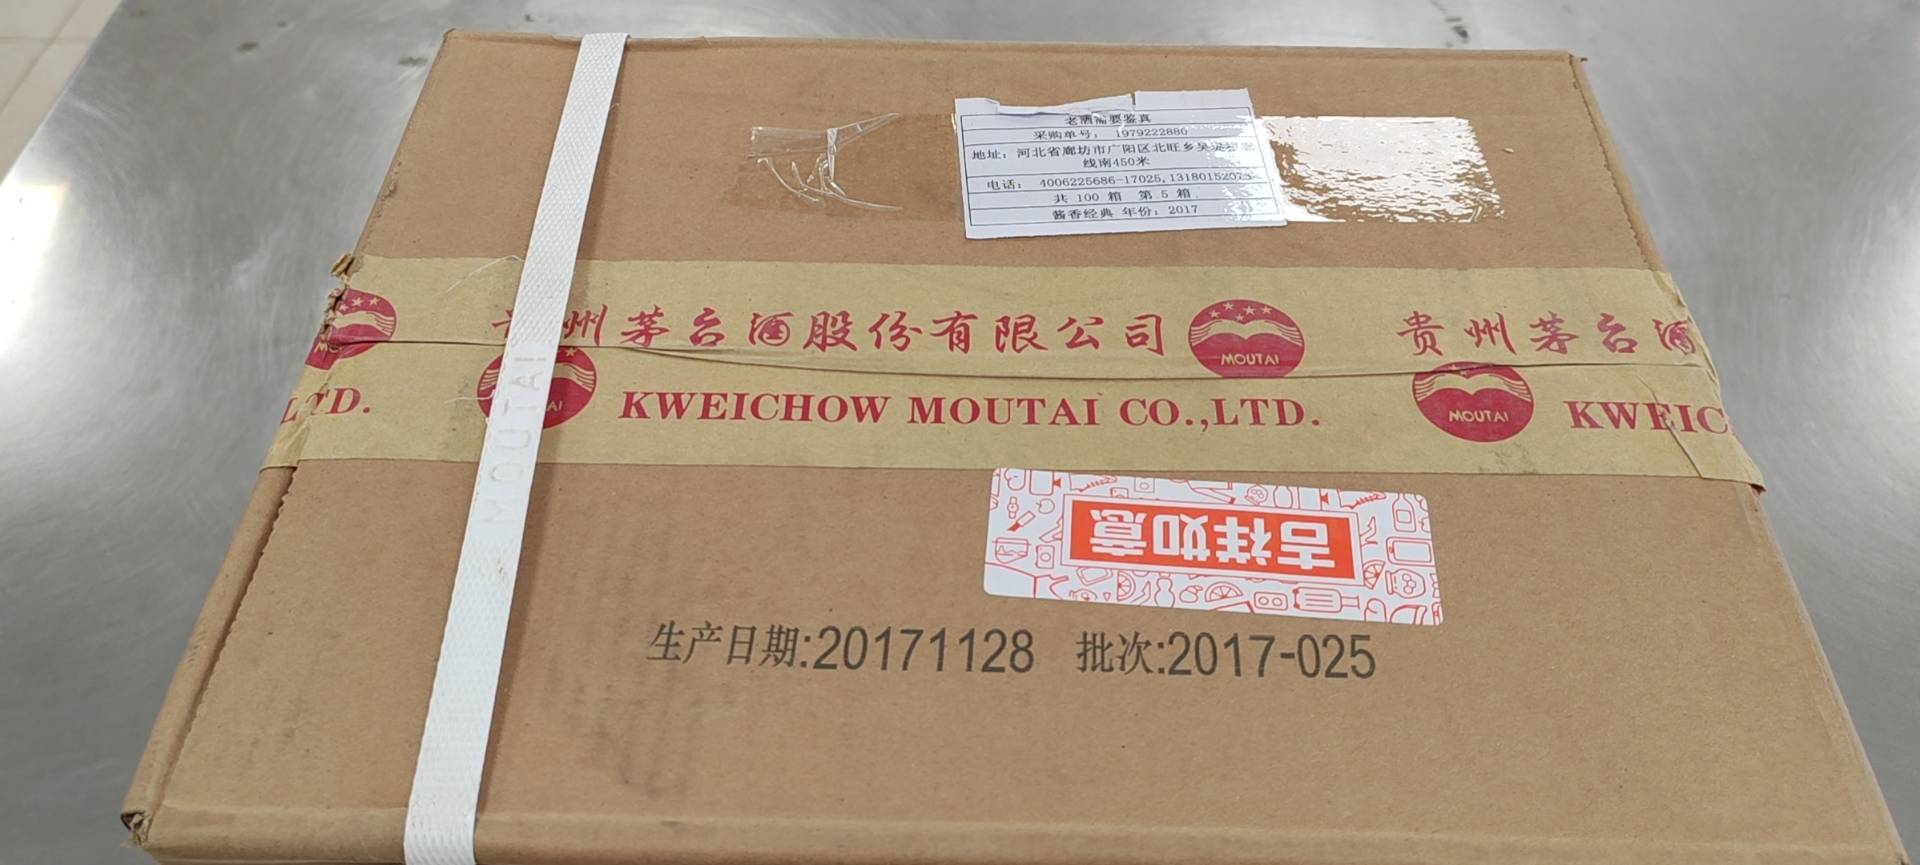 老酒需要鉴真
采购单号： 1979222880
地址：河北省廊坊市广阳区北旺乡
线南450米
电话： 4006225686-17025,13180152073
共 100 箱 第 5 箱
酱香经典 年份：2017
贵州茅台酒股份有限公司 MOUTAI 贵州茅台酒
LTD. KWEICHOW MOUTAI CO.,LTD. MOUTAI KWEIC
MOUTAI
吉祥如意
生产日期:20171128 批次:2017-025